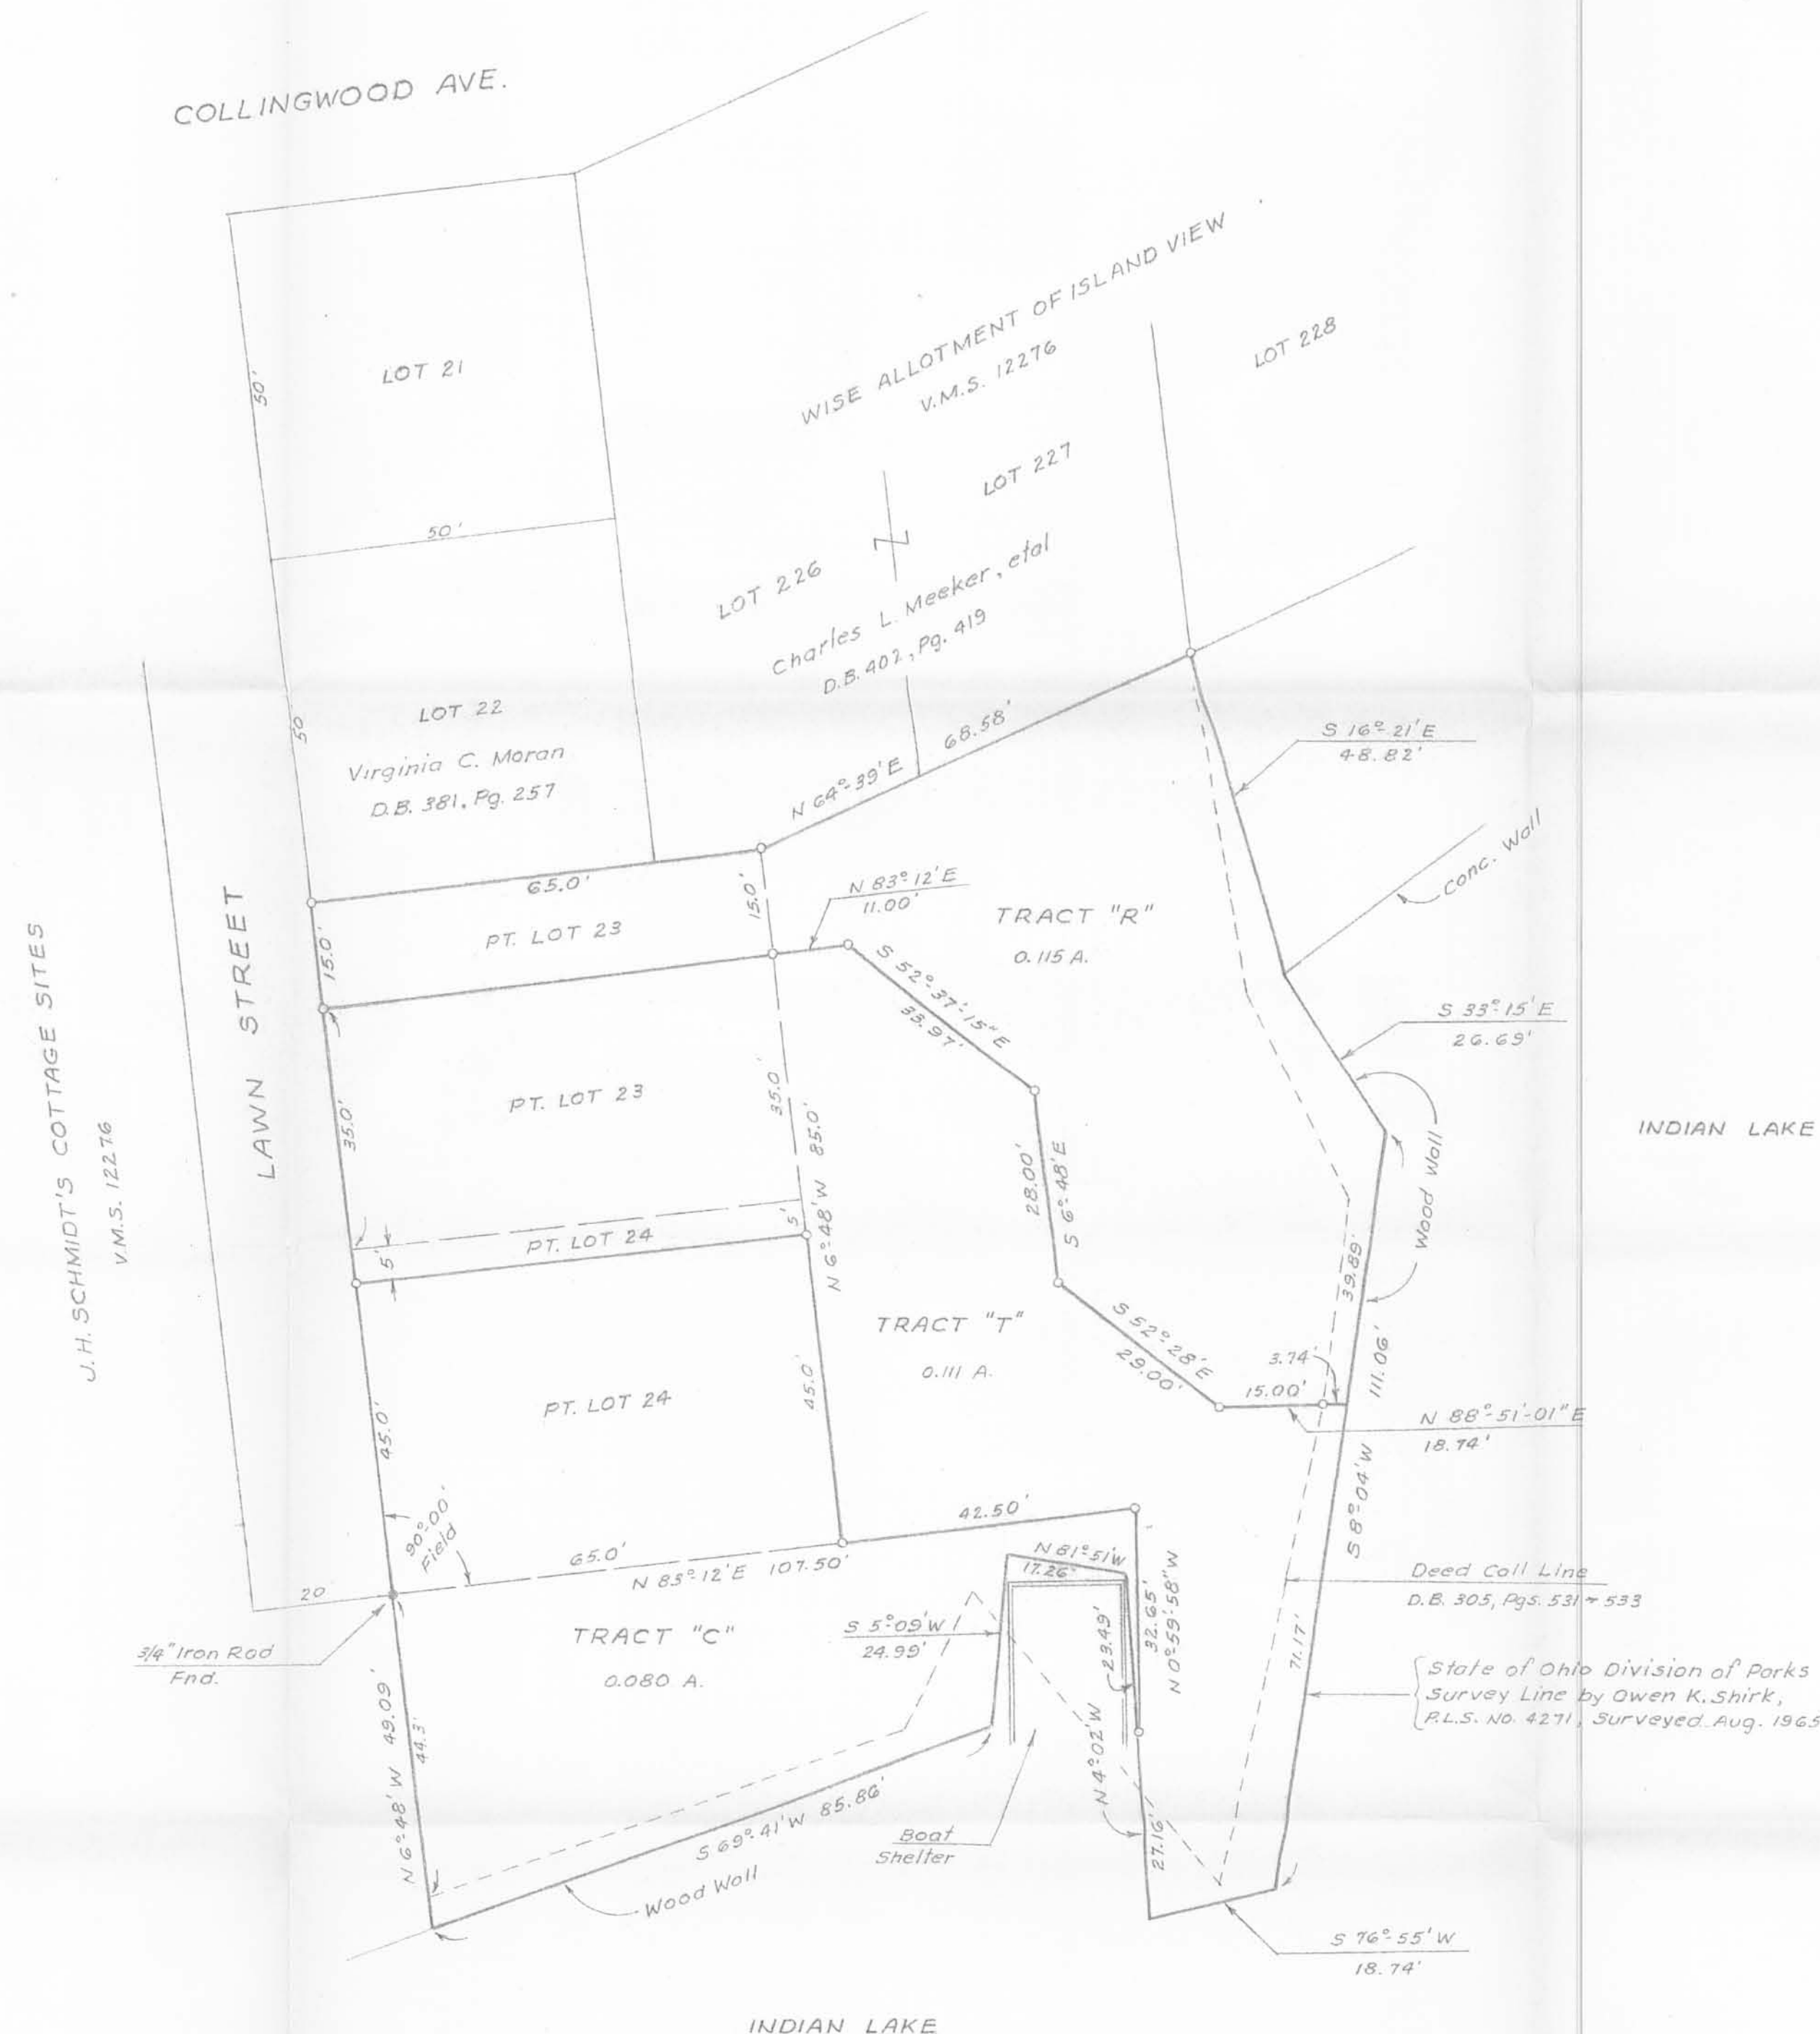 COLLINGWOOD AVE.
LOT 21
50'
50'
WISE ALLOTMENT OF ISLAND VIEW
V.M.S. 12276
LOT 228
LOT 227
LOT 226
Charles L. Meeker, etal
D.B. 402, Pg. 419
50'
LOT 22
Virginia C. Moran
D.B. 381, Pg. 257
N 64°-39'E
68.58'
S 16°-21'E
48.82'
Conc. Wall
65.0'
15.0'
N 83°-12'E
11.00'
15.0'
PT. LOT 23
TRACT "R"
0.115 A.
S 52°-37'-15"E
33.97'
S 33°-15'E
26.69'
J.H. SCHMIDT'S COTTAGE SITES
V.M.S. 12276
LAWN STREET
35.0'
PT. LOT 23
35.0
N 6°-48'W 85.0'
28.00'
S 6°-48'E
Wood Wall
INDIAN LAKE
5'
5'
PT. LOT 24
39.89'
TRACT "T"
0.111 A.
S 52°-28'E
29.00'
3.74'
15.00'
111.06'
S 8°-04'W
N 88°-51'-01"E
18.74'
45.0'
PT. LOT 24
45.0'
90°-00'
Field
42.50'
20
65.0'
N 83°-12'E 107.50'
N 81°-51'W
17.26'
3/4" Iron Rod
Fnd.
TRACT "C"
0.080 A.
S 5°-09'W
24.99'
23.49'
32.65'
N 0°-59'-58"W
Deed Call Line
D.B. 305, Pgs. 531 & 533
71.17'
State of Ohio Division of Parks
Survey Line by Owen K. Shirk,
P.L.S. NO. 4271, Surveyed Aug. 1965
N 6°-48'W 49.09'
44.3'
N 4°-02'W
27.16'
S 69°-41'W 85.86'
Wood Wall
Boat
Shelter
S 76°-55'W
18.74'
INDIAN LAKE